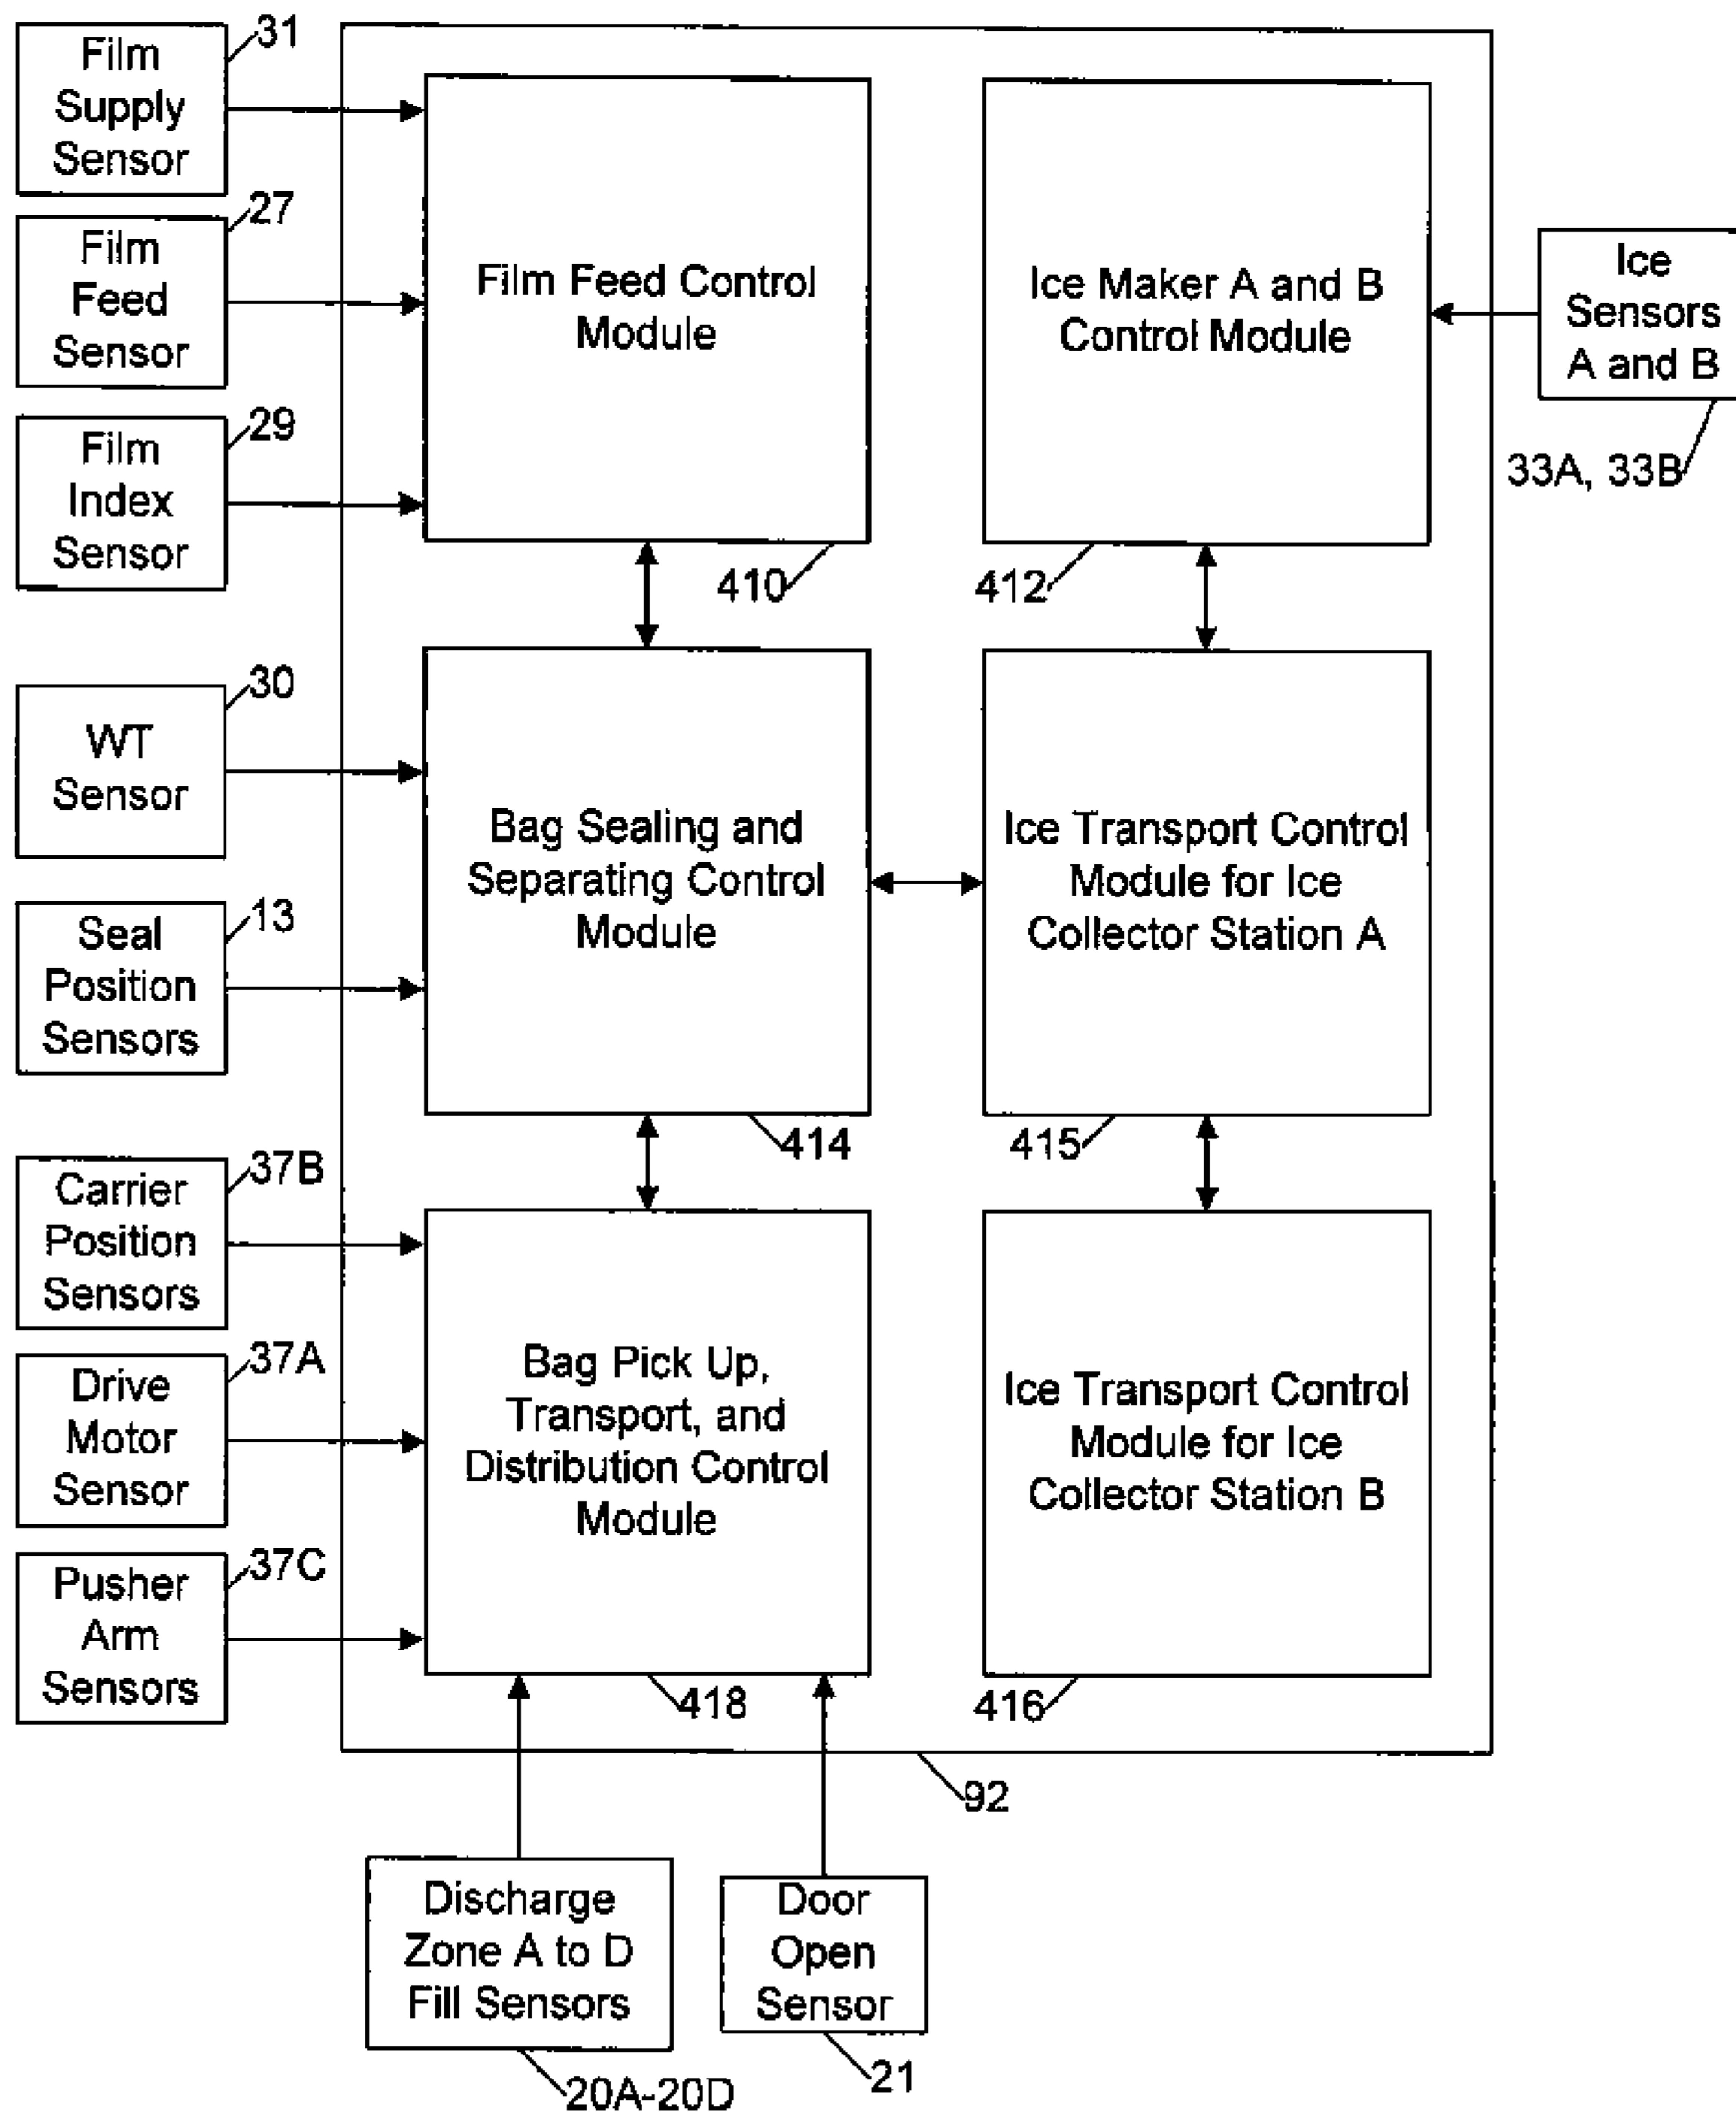 Film
Supply
Sensor
31
Film
Feed
Sensor
27
Film
Index
Sensor
29
Film Feed Control
Module
410
Ice Maker A and B
Control Module
412
Ice
Sensors
A and B
33A, 33B
WT
Sensor
30
Seal
Position
Sensors
13
Bag Sealing and
Separating Control
Module
414
Ice Transport Control
Module for Ice
Collector Station A
415
Carrier
Position
Sensors
37B
Drive
Motor
Sensor
37A
Pusher
Arm
Sensors
37C
Bag Pick Up,
Transport, and
Distribution Control
Module
418
Ice Transport Control
Module for Ice
Collector Station B
416
92
Discharge
Zone A to D
Fill Sensors
20A-20D
Door
Open
Sensor
21